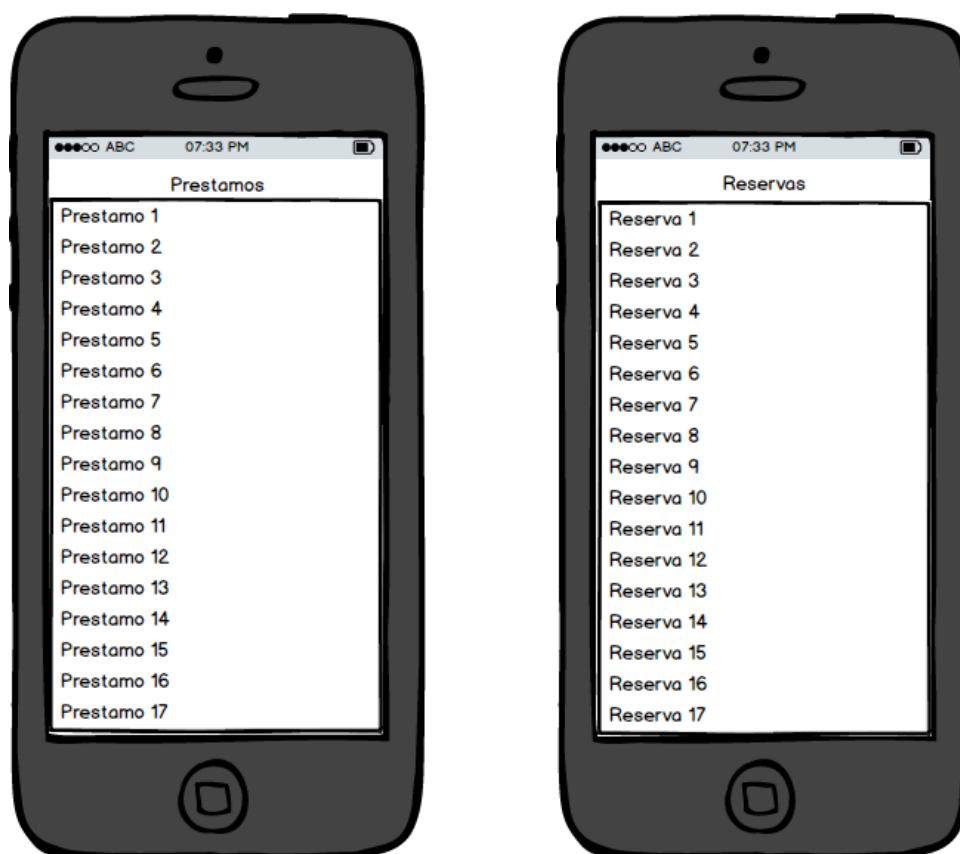 ABC 07:33 PM
Prestamos
Prestamo 1
Prestamo 2
Prestamo 3
Prestamo 4
Prestamo 5
Prestamo 6
Prestamo 7
Prestamo 8
Prestamo 9
Prestamo 10
Prestamo 11
Prestamo 12
Prestamo 13
Prestamo 14
Prestamo 15
Prestamo 16
Prestamo 17
ABC 07:33 PM
Reservas
Reserva 1
Reserva 2
Reserva 3
Reserva 4
Reserva 5
Reserva 6
Reserva 7
Reserva 8
Reserva 9
Reserva 10
Reserva 11
Reserva 12
Reserva 13
Reserva 14
Reserva 15
Reserva 16
Reserva 17